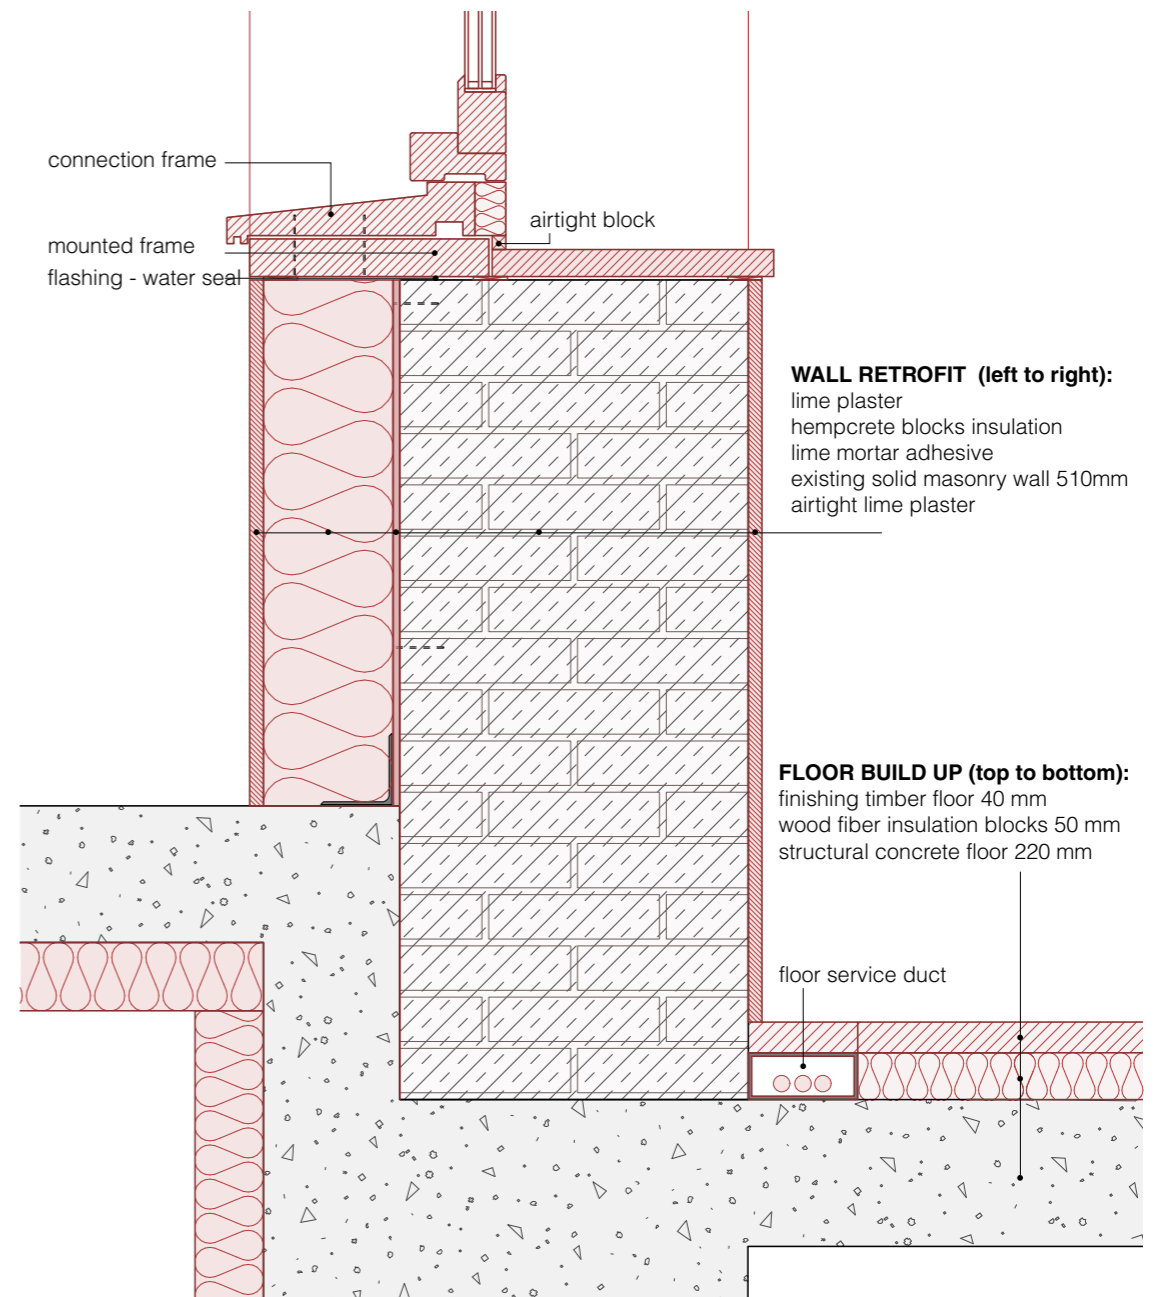 connection frame
airtight block
mounted frame
flashing - water seal
WALL RETROFIT (left to right):
lime plaster
hempcrete blocks insulation
lime mortar adhesive
existing solid masonry wall 510mm
airtight lime plaster
FLOOR BUILD UP (top to bottom):
finishing timber floor 40 mm
wood fiber insulation blocks 50 mm
structural concrete floor 220 mm
floor service duct